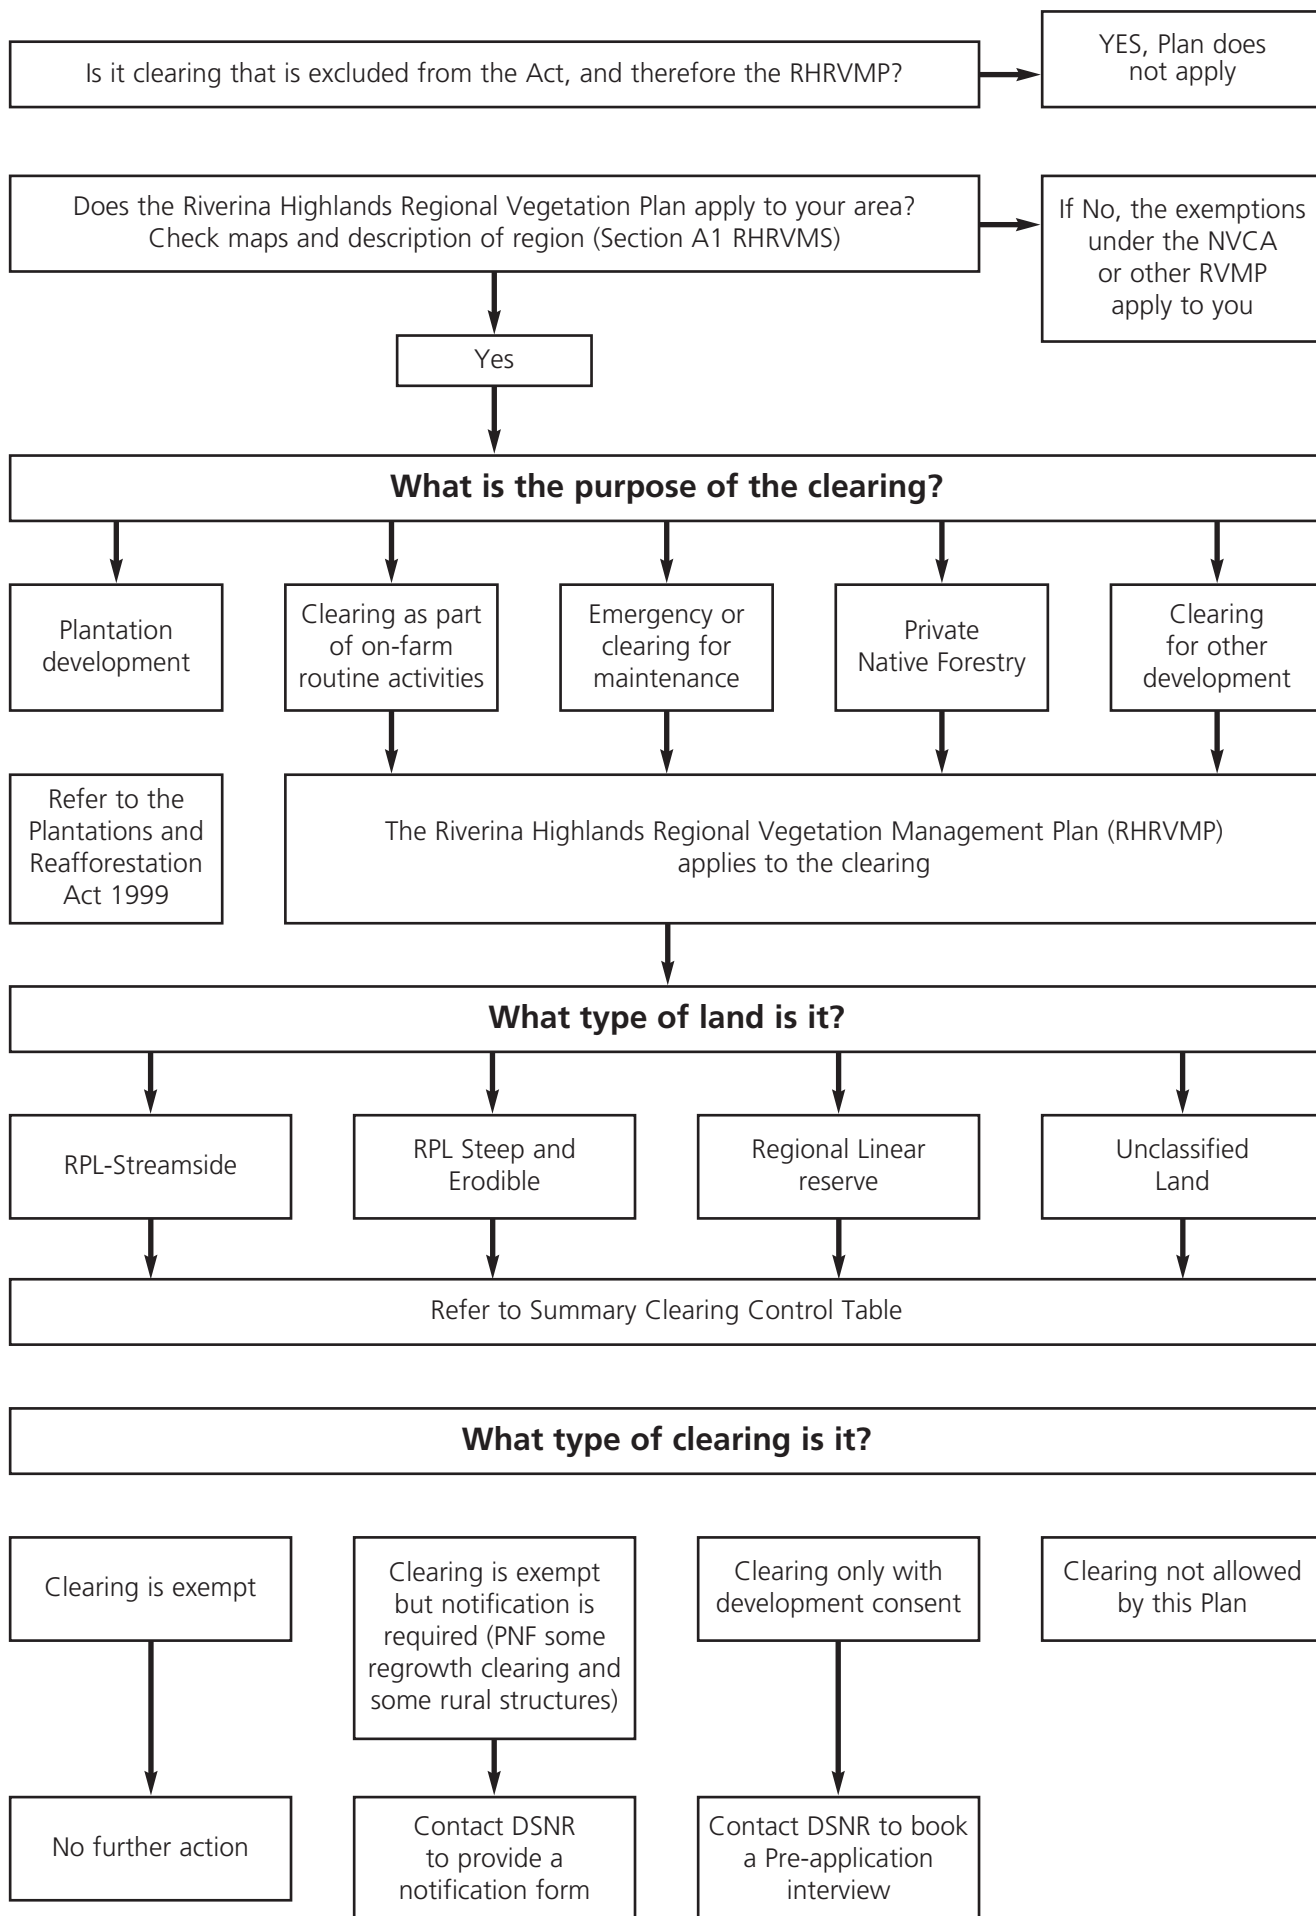 Is it clearing that is excluded from the Act, and therefore the RHRVMP?
YES, Plan does
not apply
Does the Riverina Highlands Regional Vegetation Plan apply to your area?
Check maps and description of region (Section A1 RHRVMS)
If No, the exemptions
under the NVCA
or other RVMP
apply to you
Yes
What is the purpose of the clearing?
Plantation
development
Clearing as part
of on-farm
routine activities
Emergency or
clearing for
maintenance
Private
Native Forestry
Clearing
for other
development
Refer to the
Plantations and
Reafforestation
Act 1999
The Riverina Highlands Regional Vegetation Management Plan (RHRVMP)
applies to the clearing
What type of land is it?
RPL-Streamside
RPL Steep and
Erodible
Regional Linear
reserve
Unclassified
Land
Refer to Summary Clearing Control Table
What type of clearing is it?
Clearing is exempt
Clearing is exempt
but notification is
required (PNF some
regrowth clearing and
some rural structures)
Clearing only with
development consent
Clearing not allowed
by this Plan
No further action
Contact DSNR
to provide a
notification form
Contact DSNR to book
a Pre-application
interview